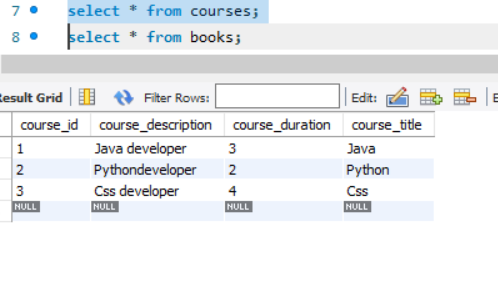 7 select * from courses;
8 select * from books;
Result Grid Filter Rows: Edit:
course_id course_description course_duration course_title
1 Java developer 3 Java
2 Pythondeveloper 2 Python
3 Css developer 4 Css
NULL NULL NULL NULL